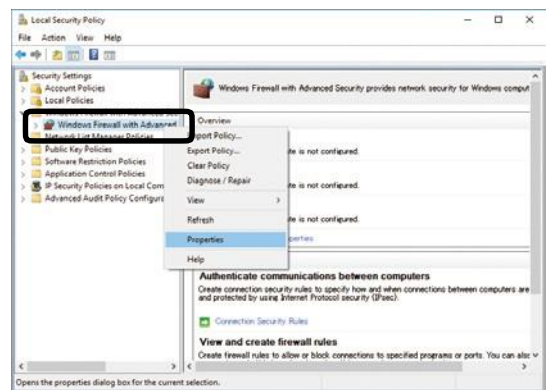 Local Security Policy
File Action View Help
Security Settings
Account Policies
Local Policies
Windows Firewall with Advanced Sec
Windows Firewall with Advanced
Network List Manager Policies
Public Key Policies
Software Restriction Policies
Application Control Policies
IP Security Policies on Local Com
Advanced Audit Policy Configura
Windows Firewall with Advanced Security provides network security for Windows comput
Overview
port Policy...
Export Policy...
Clear Policy
Diagnose / Repair
View
Refresh
Properties
Help
te is not configured.
te is not configured.
te is not configured.
perties
Authenticate communications between computers
Create connection security rules to specify how and when connections between computers are
and protected by using Internet Protocol security (IPsec).
Connection Security Rules
View and create firewall rules
Create firewall rules to allow or block connections to specified programs or ports. You can also
Opens the properties dialog box for the current selection.